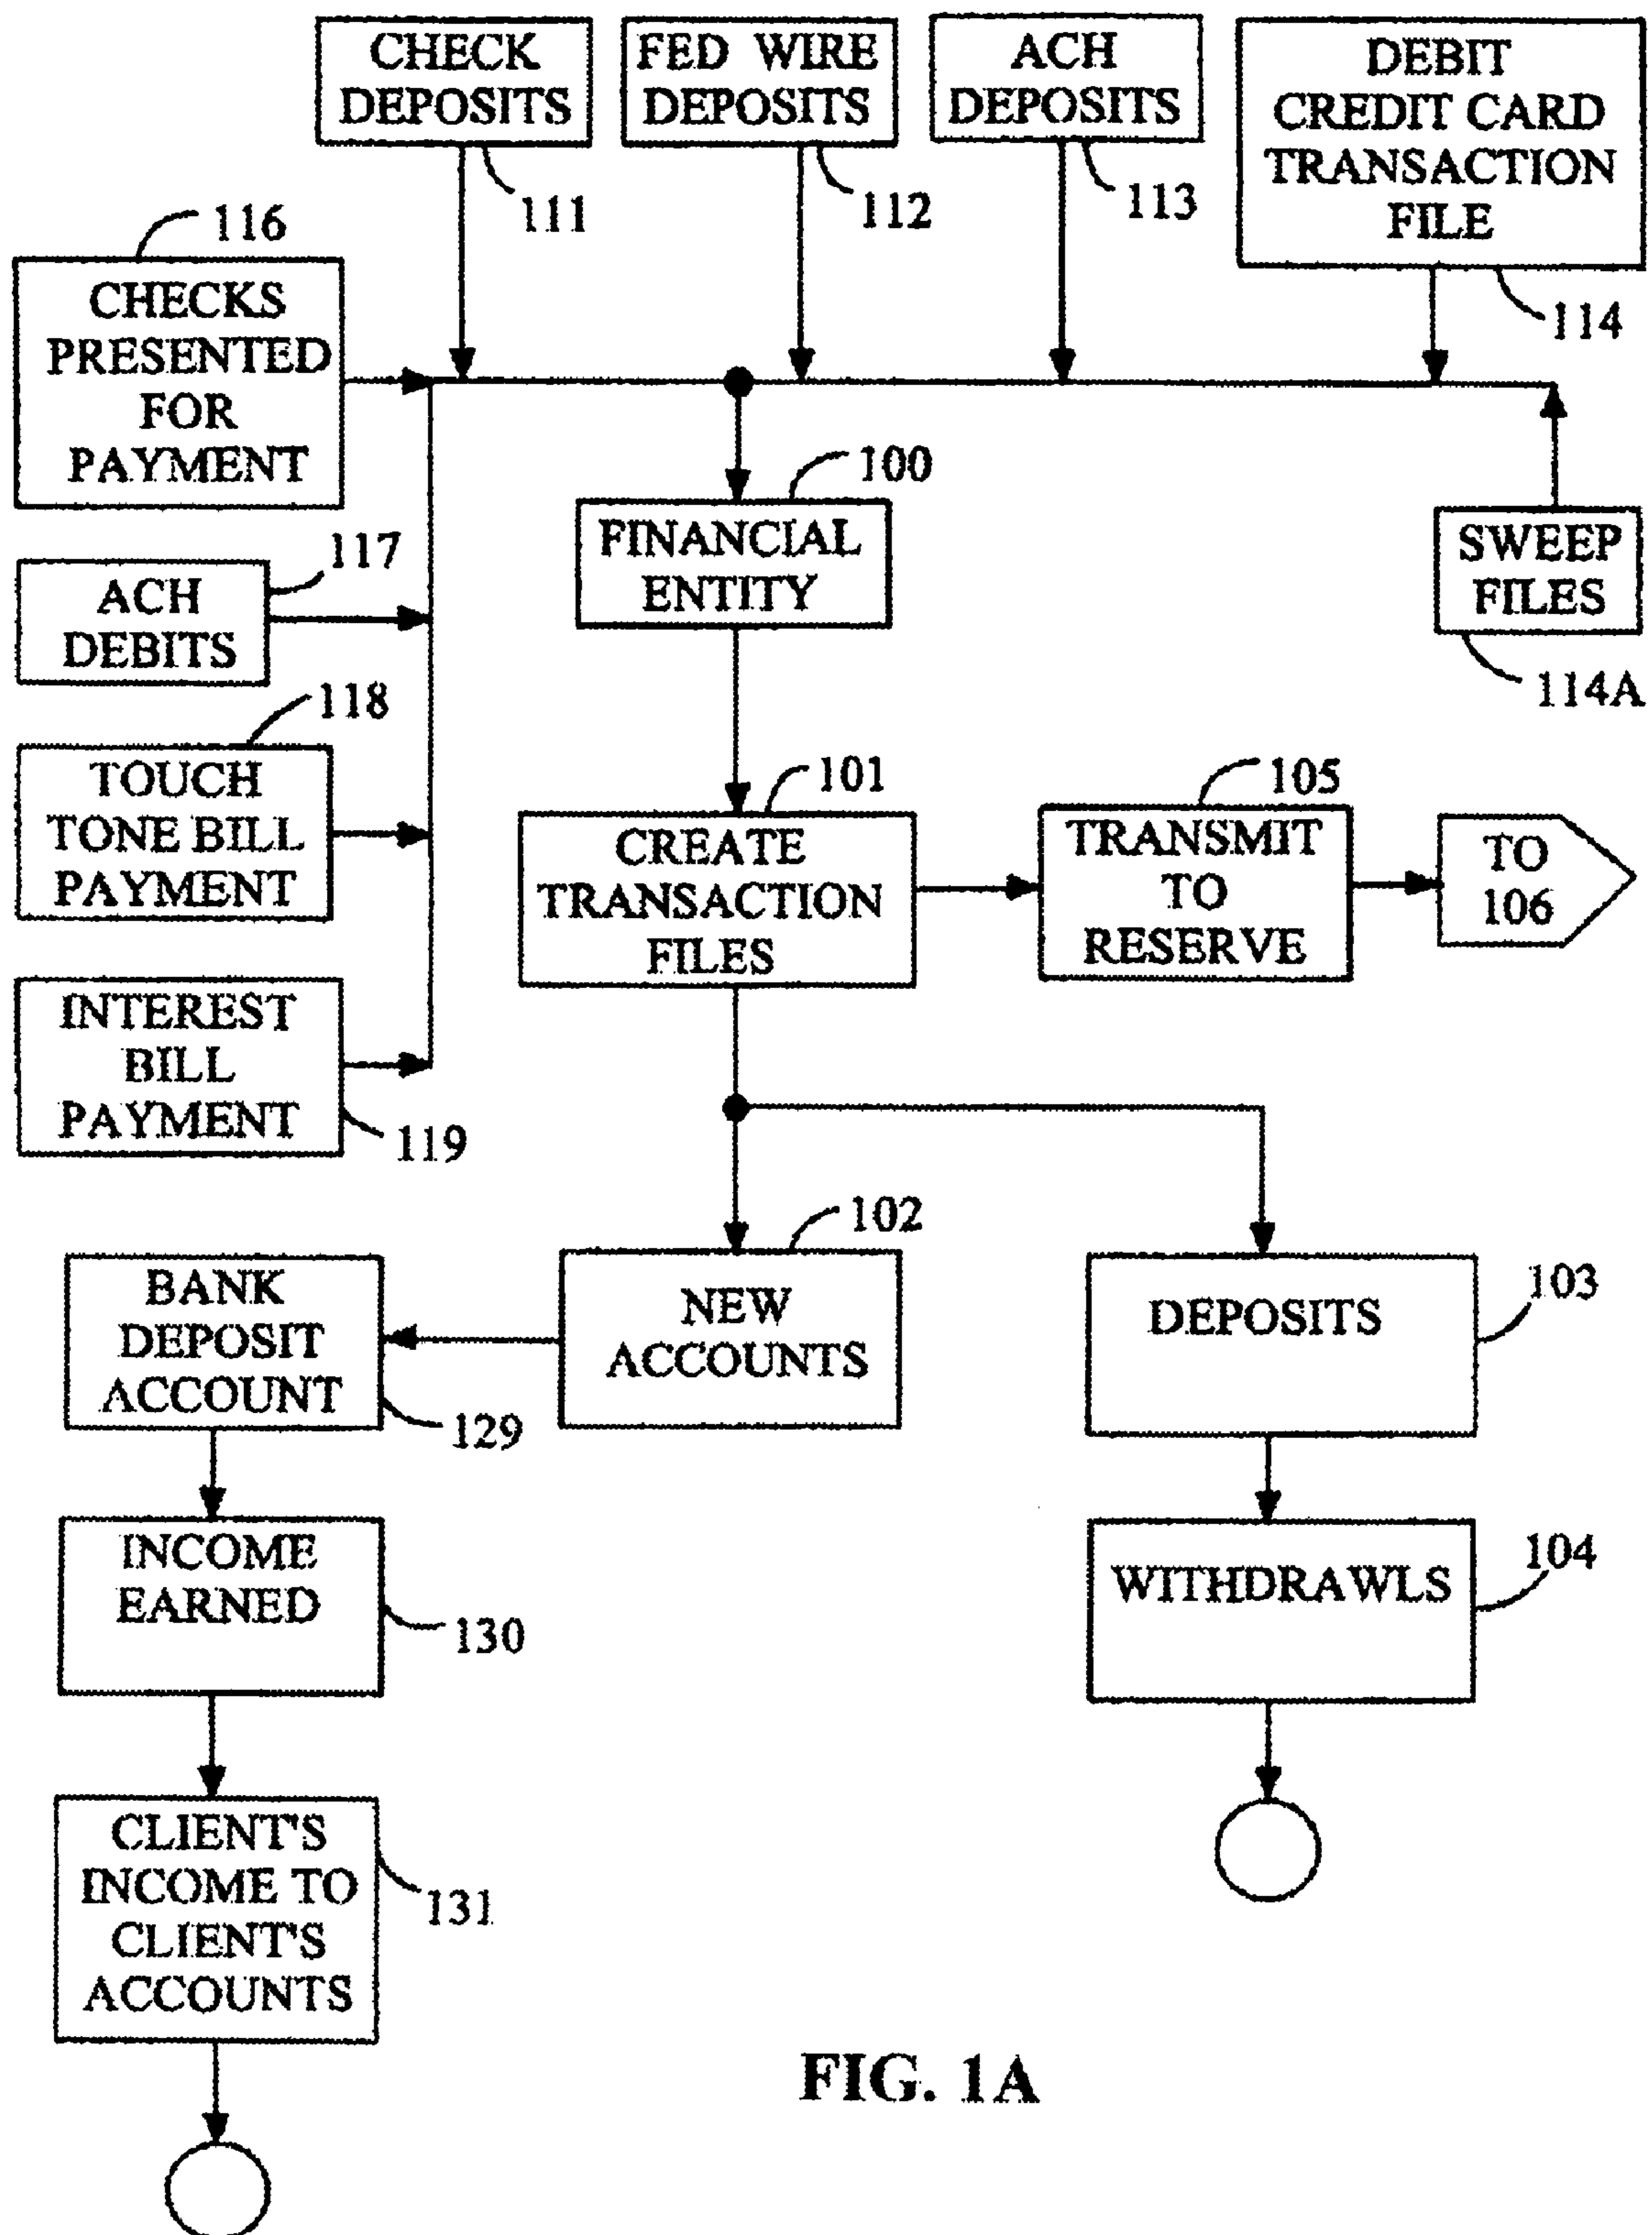 CHECK
DEPOSITS
111
FED WIRE
DEPOSITS
112
ACH
DEPOSITS
113
DEBIT
CREDIT CARD
TRANSACTION
FILE
114
116
CHECKS
PRESENTED
FOR
PAYMENT
100
FINANCIAL
ENTITY
SWEEP
FILES
114A
117
ACH
DEBITS
118
TOUCH
TONE BILL
PAYMENT
101
CREATE
TRANSACTION
FILES
105
TRANSMIT
TO
RESERVE
TO
106
INTEREST
BILL
PAYMENT
119
102
NEW
ACCOUNTS
BANK
DEPOSIT
ACCOUNT
129
DEPOSITS
103
INCOME
EARNED
130
WITHDRAWLS
104
CLIENT'S
INCOME TO
CLIENT'S
ACCOUNTS
131
FIG. 1A